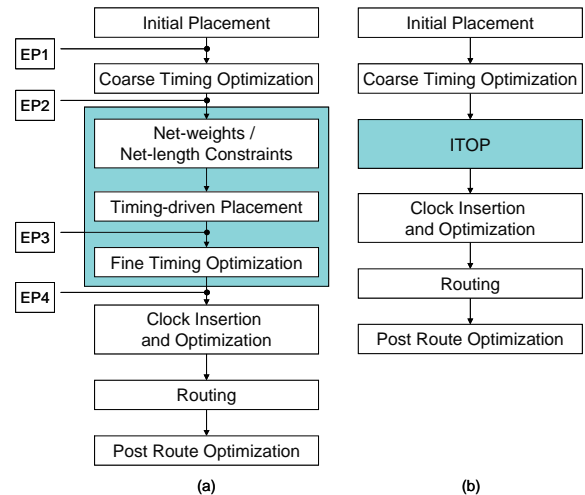 Initial Placement
EP1
Coarse Timing Optimization
EP2
Net-weights /
Net-length Constraints
Timing-driven Placement
EP3
Fine Timing Optimization
EP4
Clock Insertion
and Optimization
Routing
Post Route Optimization
(a)
Initial Placement
Coarse Timing Optimization
ITOP
Clock Insertion
and Optimization
Routing
Post Route Optimization
(b)